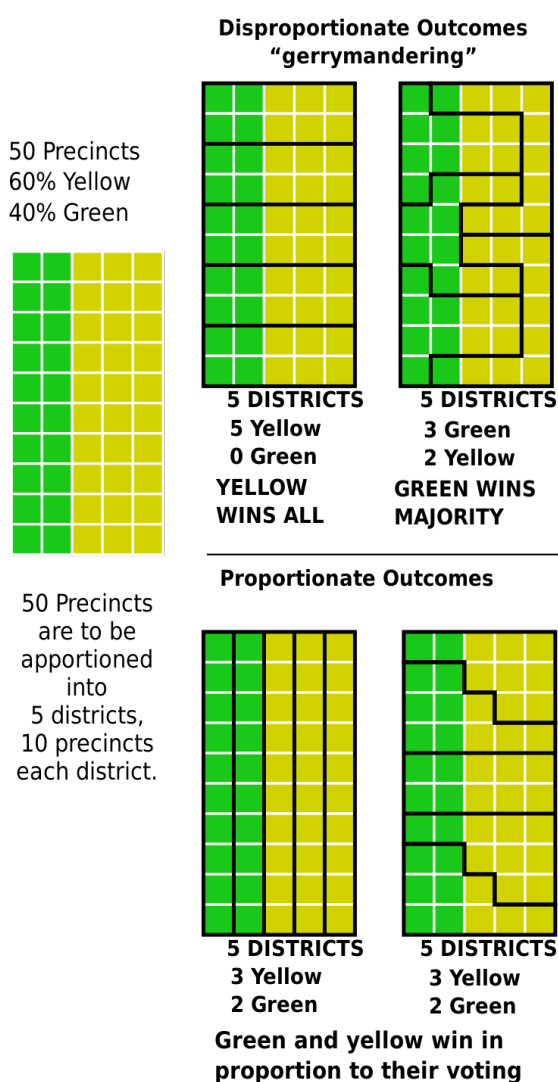 Disproportionate Outcomes
“gerrymandering”
50 Precincts
60% Yellow
40% Green
5 DISTRICTS
5 Yellow
0 Green
YELLOW
WINS ALL
5 DISTRICTS
3 Green
2 Yellow
GREEN WINS
MAJORITY
Proportionate Outcomes
50 Precincts
are to be
apportioned
into
5 districts,
10 precincts
each district.
5 DISTRICTS
3 Yellow
2 Green
5 DISTRICTS
3 Yellow
2 Green
Green and yellow win in
proportion to their voting